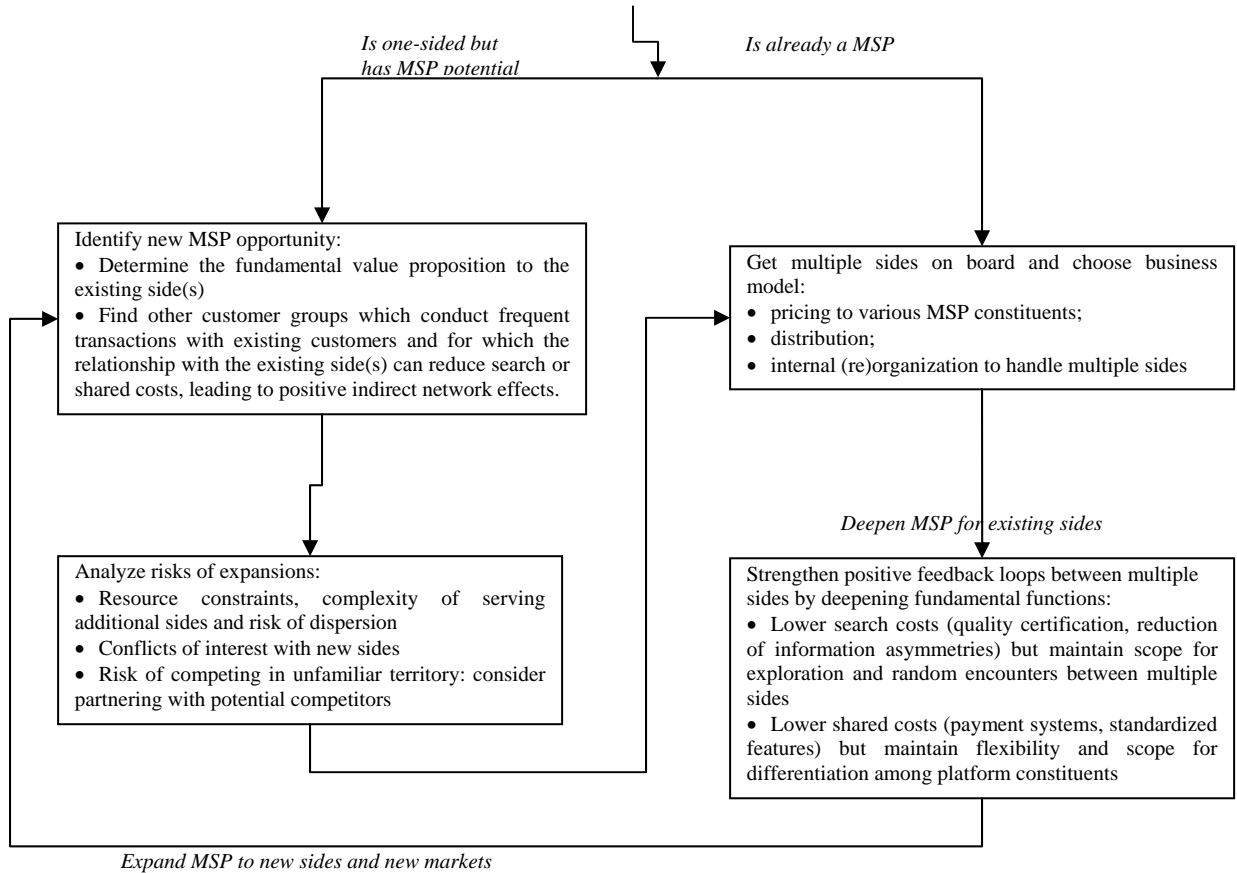 Is one-sided but
has MSP potential
Is already a MSP
Identify new MSP opportunity:
• Determine the fundamental value proposition to the
existing side(s)
• Find other customer groups which conduct frequent
transactions with existing customers and for which the
relationship with the existing side(s) can reduce search or
shared costs, leading to positive indirect network effects.
Get multiple sides on board and choose business
model:
• pricing to various MSP constituents;
• distribution;
• internal (re)organization to handle multiple sides
Deepen MSP for existing sides
Analyze risks of expansions:
• Resource constraints, complexity of serving
additional sides and risk of dispersion
• Conflicts of interest with new sides
• Risk of competing in unfamiliar territory: consider
partnering with potential competitors
Strengthen positive feedback loops between multiple
sides by deepening fundamental functions:
• Lower search costs (quality certification, reduction
of information asymmetries) but maintain scope for
exploration and random encounters between multiple
sides
• Lower shared costs (payment systems, standardized
features) but maintain flexibility and scope for
differentiation among platform constituents
Expand MSP to new sides and new markets